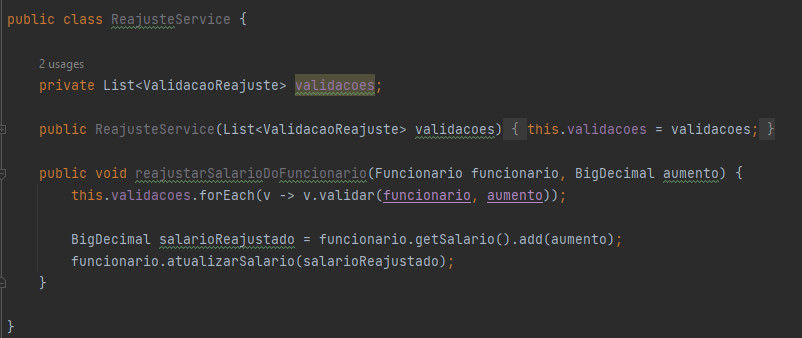 public class ReajusteService {
2 usages
private List<ValidacaoReajuste> validacoes;
public ReajusteService(List<ValidacaoReajuste> validacoes) { this.validacoes = validacoes; }
public void reajustarSalarioDoFuncionario(Funcionario funcionario, BigDecimal aumento) {
this.validacoes.forEach(v -> v.validar(funcionario, aumento));
BigDecimal salarioReajustado = funcionario.getSalario().add(aumento);
funcionario.atualizarSalario(salarioReajustado);
}
}